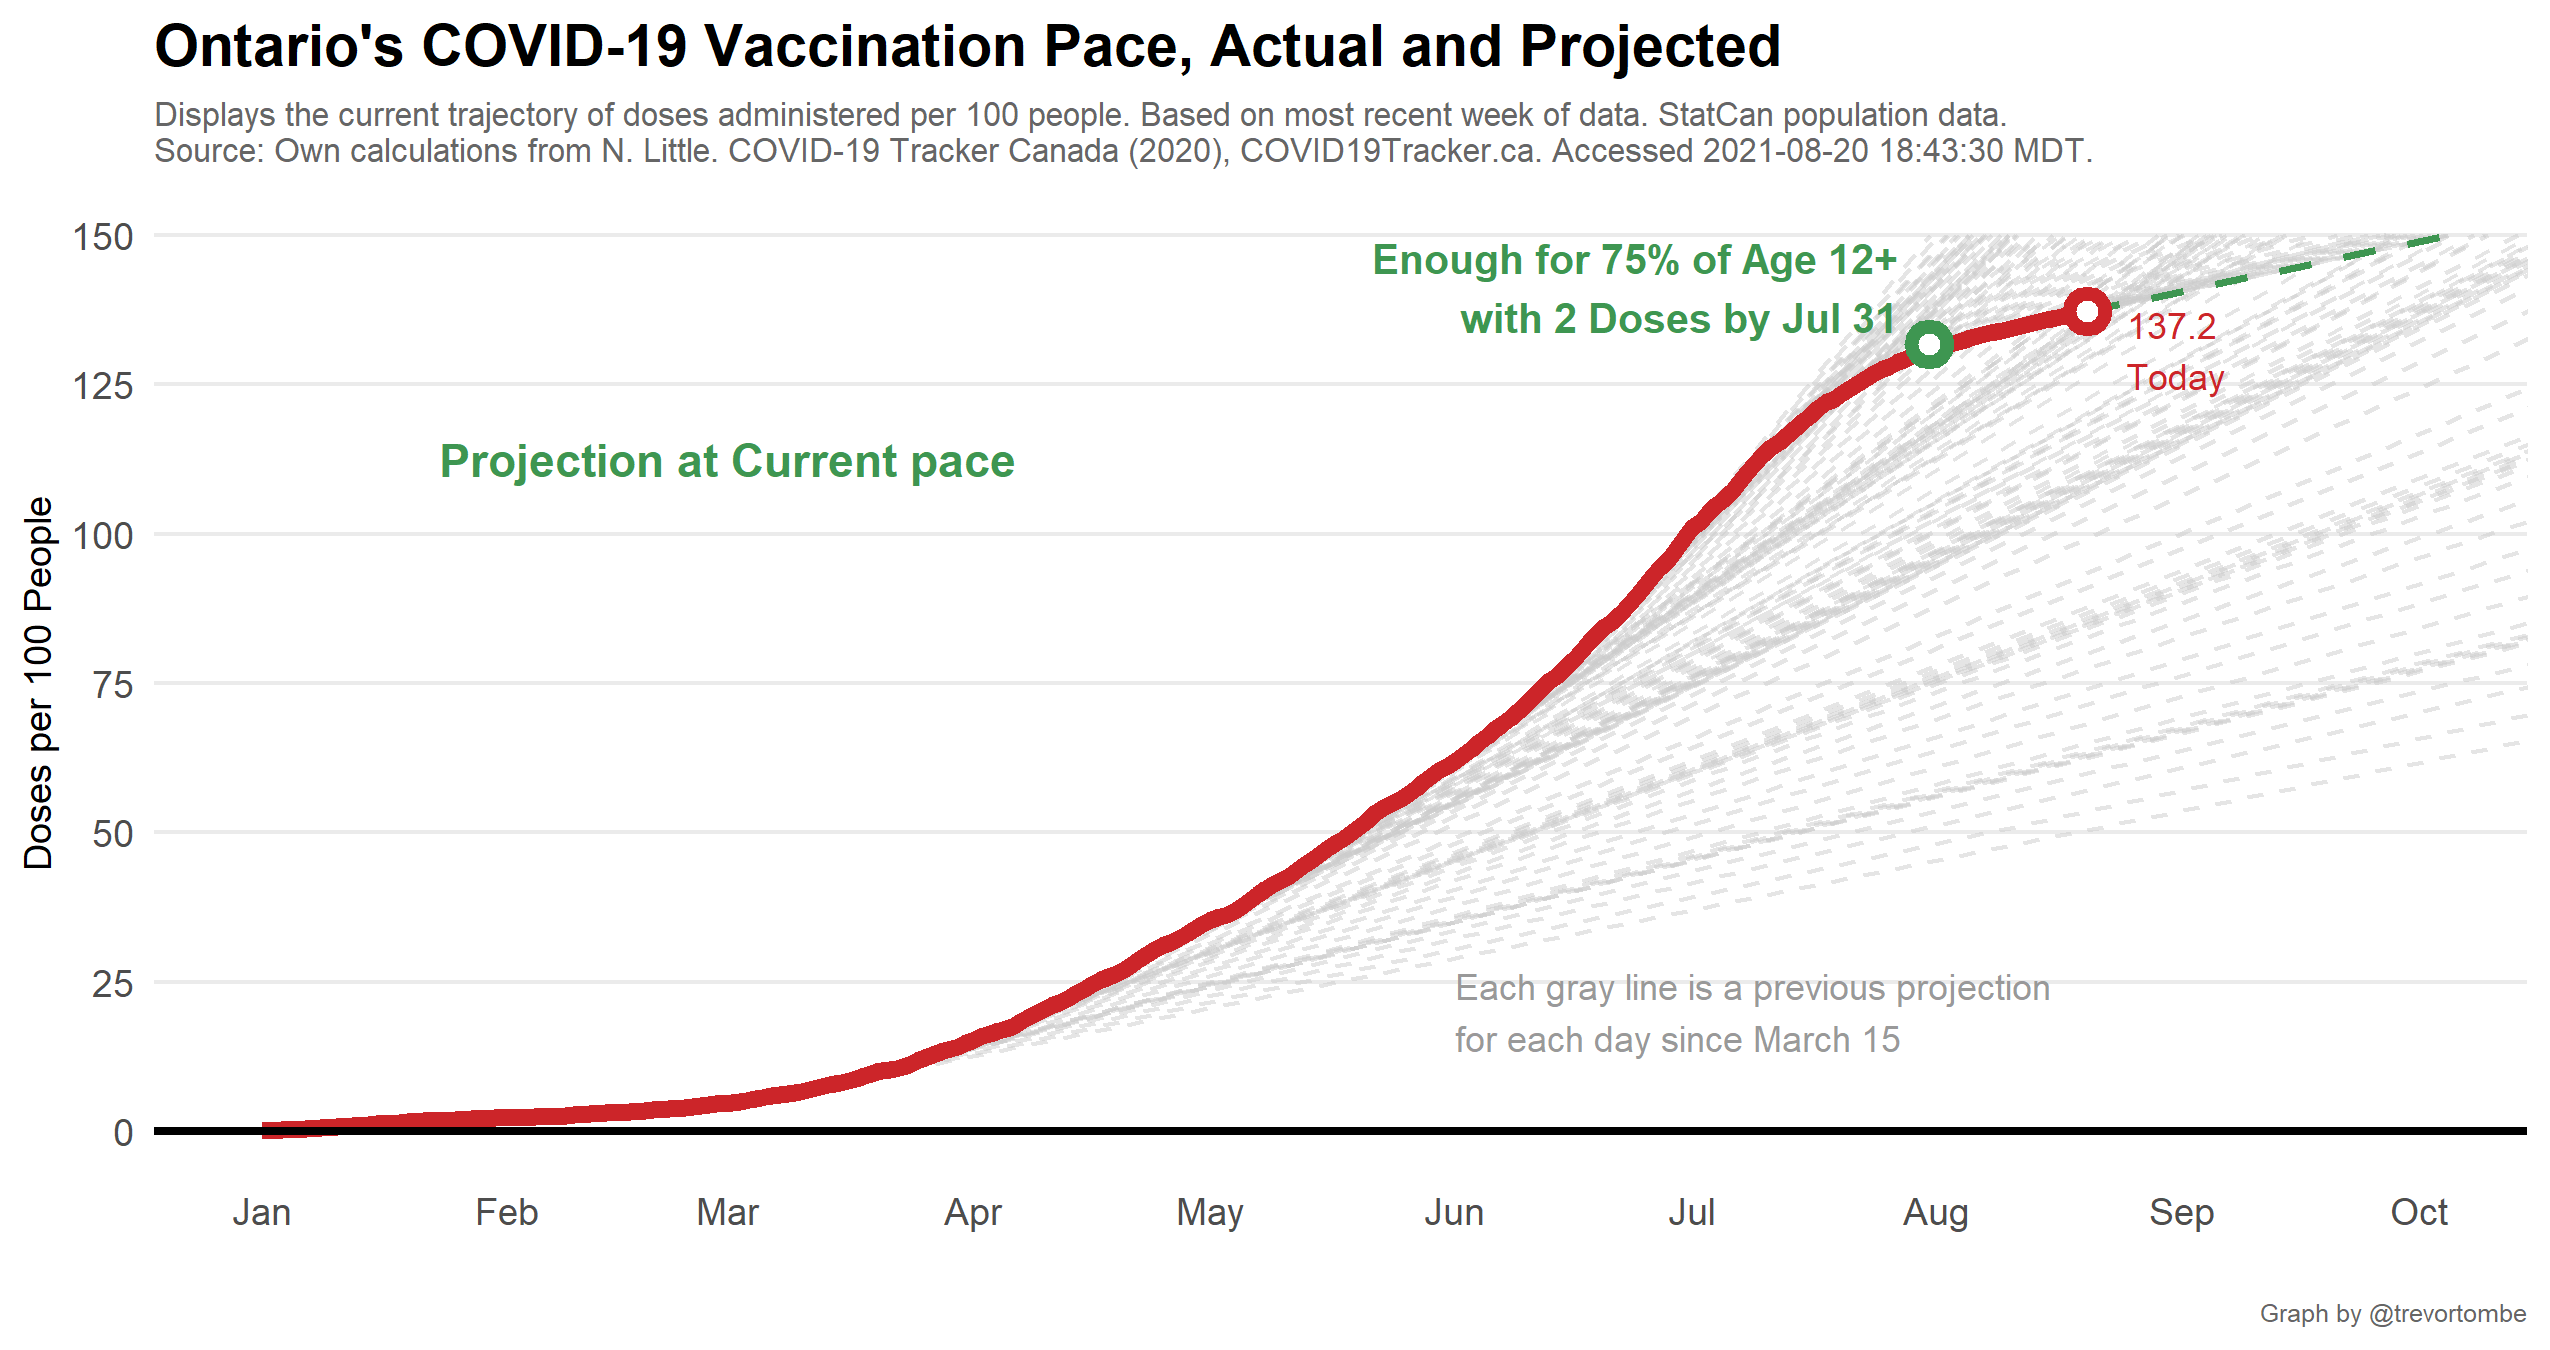 Ontario's COVID-19 Vaccination Pace, Actual and Projected
Displays the current trajectory of doses administered per 100 people. Based on most recent week of data. StatCan population data.
Source: Own calculations from N. Little. COVID-19 Tracker Canada (2020), COVID19Tracker.ca. Accessed 2021-08-20 18:43:30 MDT.
Doses per 100 People
150
125
100
75
50
25
0
Enough for 75% of Age 12+
with 2 Doses by Jul 31
137.2
Today
Projection at Current pace
Each gray line is a previous projection
for each day since March 15
Jan Feb Mar Apr May Jun Jul Aug Sep Oct
Graph by @trevortombe